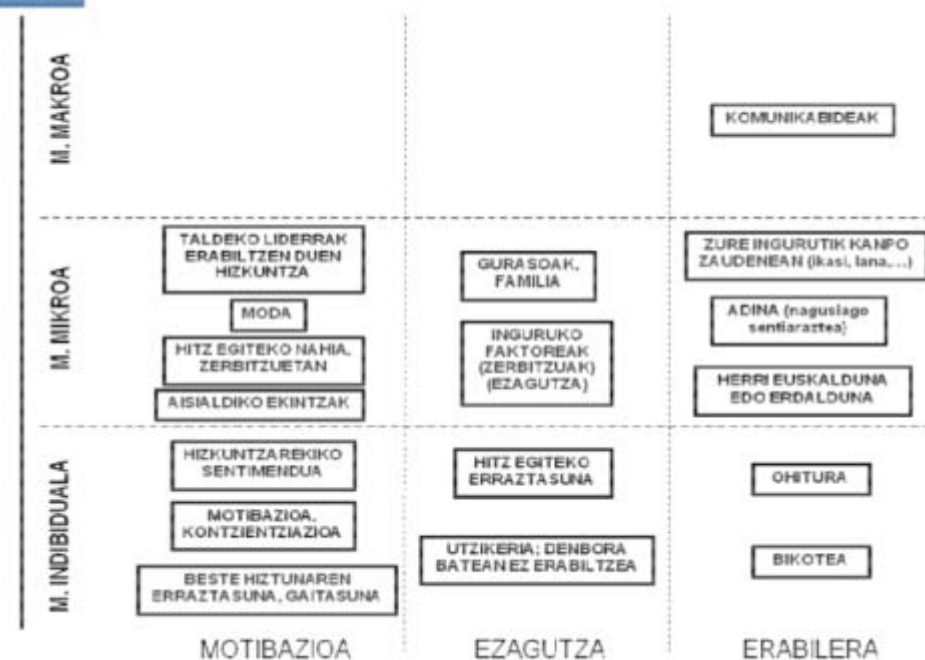 M. MAKROA
KOMUNIKABIDEAK
M. MIKROA
TALDEKO LIDERRAK
ERABILTZEN DUEN
HIZKUNTZA
MODA
HITZ EGITEKO NAHIA,
ZERBITZUETAN
AISIALDIKO EKINTZAK
GURASOAK,
FAMILIA
INGURUKO
FAKTOREAK
(ZERBITZUAK)
(EZAGUTZA)
ZURE INGURUTIK KANPO
ZAUDENEAN (ikasi, lana,...)
ADINA (nagusiago
sentiaraztea)
HERRI EUSKALDUNA
EDO ERDALDUNA
M. INDIBIDUALA
HIZKUNTZAREKIKO
SENTIMENDUA
MOTIBAZIOA,
KONTZIENTZIAZIOA
BESTE HIZTUNAREN
ERRAZTASUNA, GAITASUNA
HITZ EGITEKO
ERRAZTASUNA
UTZIKERIA; DENBORA
BATEAN EZ ERABILTZEA
OHITURA
BIKOTEA
MOTIBAZIOA
EZAGUTZA
ERABILERA